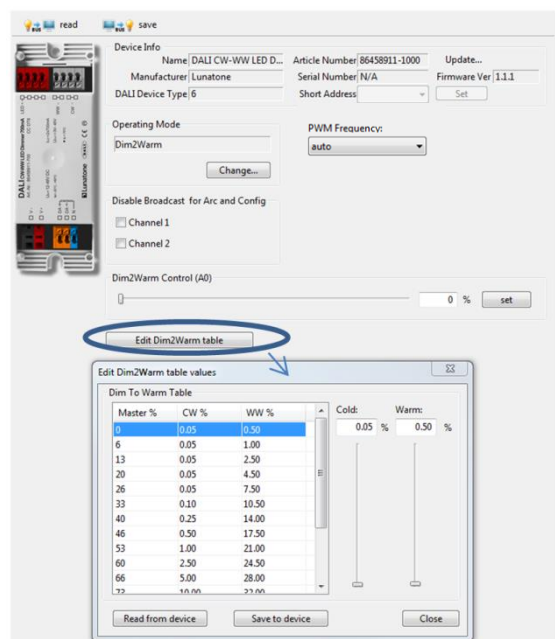 read save
Device Info
Name DALI CW-WW LED D... Article Number 86458911-1000 Update...
Manufacturer Lunatone Serial Number N/A Firmware Ver 1.1.1
DALI Device Type 6 Short Address Set
Operating Mode PWM Frequency:
Dim2Warm auto
Change...
Disable Broadcast for Arc and Config
Channel 1
Channel 2
Dim2Warm Control (A0)
0 % set
Edit Dim2Warm table
Edit Dim2Warm table values
Dim To Warm Table
Master % CW % WW % Cold: Warm:
0 0.05 0.50 0.05 % 0.50 %
6 0.05 1.00
13 0.05 2.50
20 0.05 4.50
26 0.05 7.50
33 0.10 10.50
40 0.25 14.00
46 0.50 17.50
53 1.00 21.00
60 2.50 24.50
66 5.00 28.00
73 10.00 32.00
Read from device Save to device Close